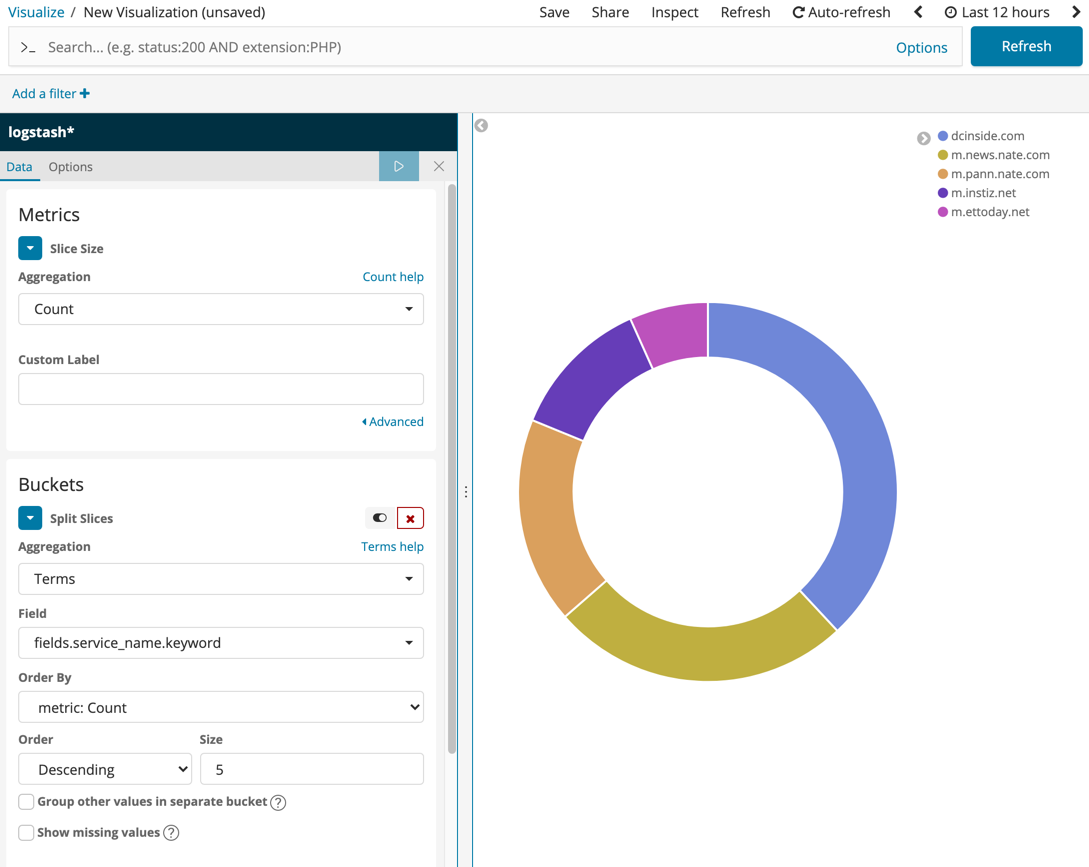 Visualize / New Visualization (unsaved)
Save Share Inspect Refresh Auto-refresh Last 12 hours
>_ Search... (e.g. status:200 AND extension:PHP) Options Refresh
Add a filter +
logstash*
Data Options
Metrics
Slice Size
Aggregation Count help
Count
Custom Label
Advanced
Buckets
Split Slices
Aggregation Terms help
Terms
Field
fields.service_name.keyword
Order By
metric: Count
Order Size
Descending 5
Group other values in separate bucket ?
Show missing values ?
dcinside.com
m.news.nate.com
m.pann.nate.com
m.instiz.net
m.ettoday.net